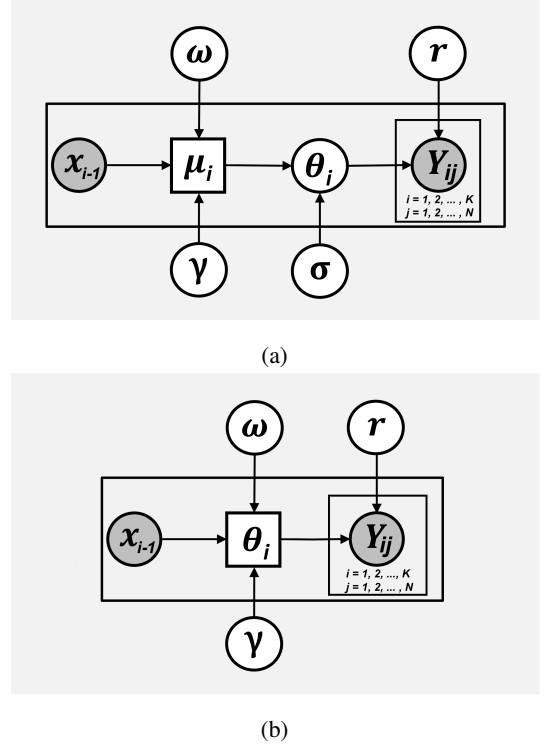 ω r
x_{i-1} μ_i θ_i Y_{ij}
i = 1, 2, ... , K
j = 1, 2, ... , N
γ σ
(a)
ω r
x_{i-1} θ_i Y_{ij}
i = 1, 2, ..., K
j = 1, 2, ... , N
γ
(b)